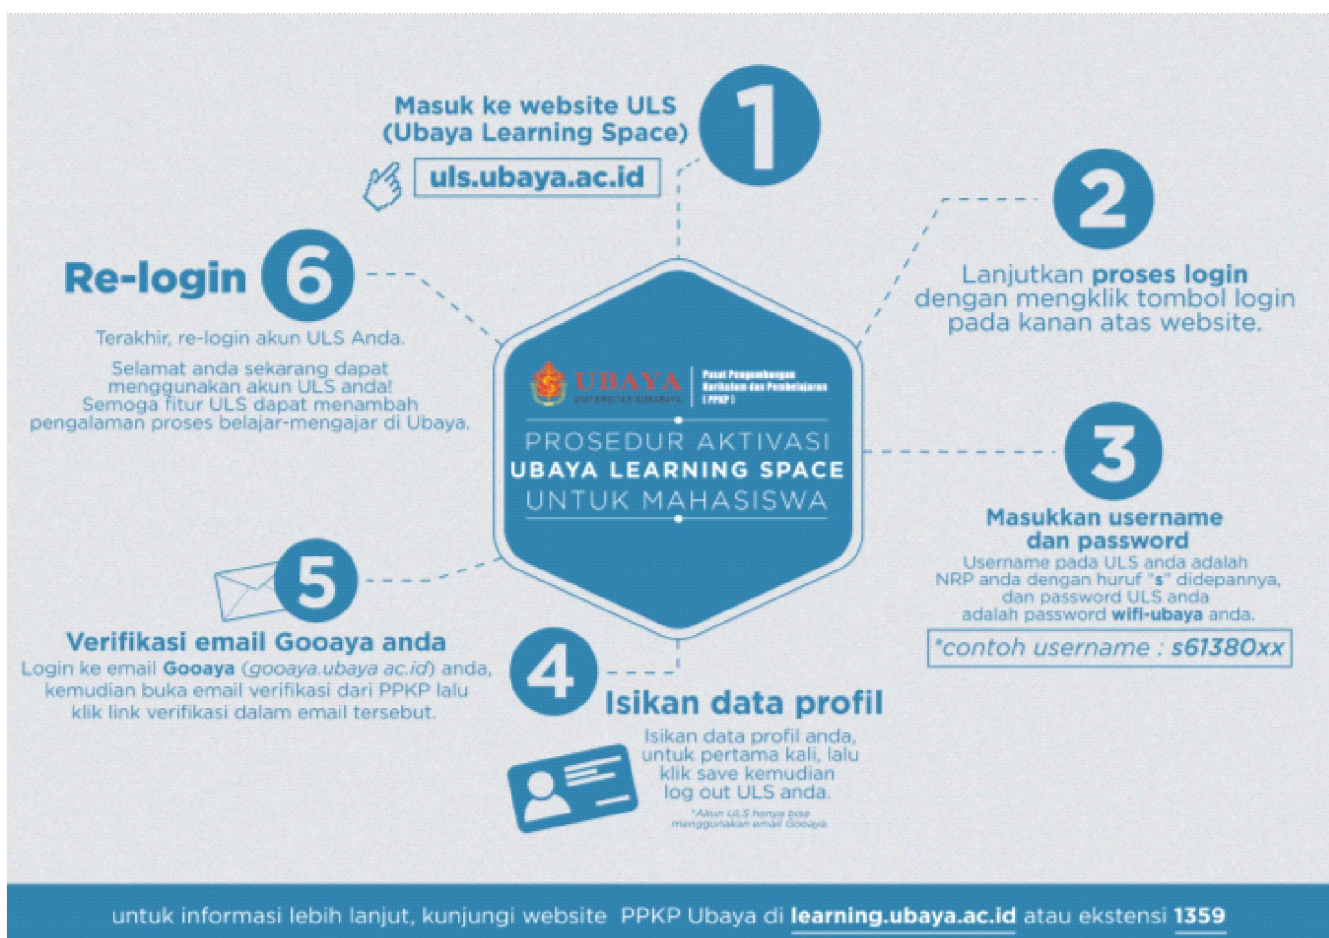 Masuk ke website ULS
(Ubaya Learning Space)
uls.ubaya.ac.id
1
2
Lanjutkan proses login
dengan mengklik tombol login
pada kanan atas website.
3
Masukkan username
dan password
Username pada ULS anda adalah
NRP anda dengan huruf "s" didepannya,
dan password ULS anda
adalah password wifi-ubaya anda.
*contoh username : s61380xx
4
Isikan data profil
Isikan data profil anda,
untuk pertama kali, lalu
klik save kemudian
log out ULS anda.
*Akun ULS hanya bisa
menggunakan email Gooaya.
5
Verifikasi email Gooaya anda
Login ke email Gooaya (gooaya.ubaya ac.id) anda,
kemudian buka email verifikasi dari PPKP lalu
klik link verifikasi dalam email tersebut.
Re-login 6
Terakhir, re-login akun ULS Anda.
Selamat anda sekarang dapat
menggunakan akun ULS anda!
Semoga fitur ULS dapat menambah
pengalaman proses belajar-mengajar di Ubaya.
UBAYA
UNIVERSITAS SURABAYA
Pusat Pengembangan
Kurikulum dan Pembelajaran
( PPKP )
PROSEDUR AKTIVASI
UBAYA LEARNING SPACE
UNTUK MAHASISWA
untuk informasi lebih lanjut, kunjungi website PPKP Ubaya di learning.ubaya.ac.id atau ekstensi 1359